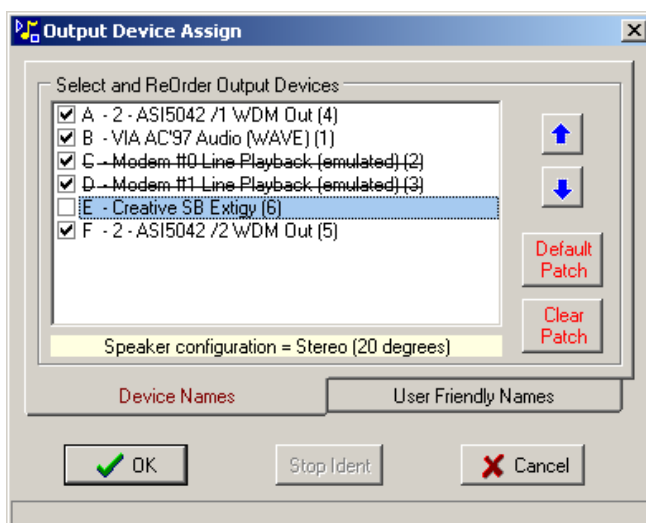 Output Device Assign
Select and ReOrder Output Devices
A - 2 - ASI5042 /1 WDM Out (4)
B - VIA AC'97 Audio (WAVE) (1)
C - Modem #0 Line Playback (emulated) (2)
D - Modem #1 Line Playback (emulated) (3)
E - Creative SB Extigy (6)
F - 2 - ASI5042 /2 WDM Out (5)
Default
Patch
Clear
Patch
Speaker configuration = Stereo (20 degrees)
Device Names
User Friendly Names
OK
Stop Ident
Cancel